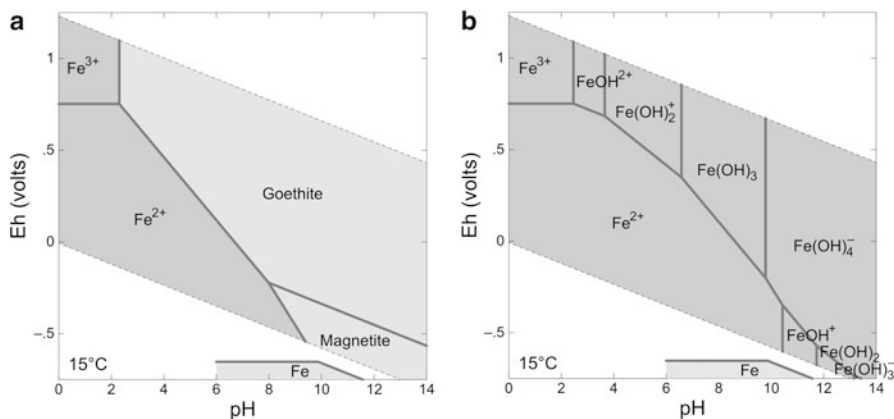 a
Fe3+
Goethite
Fe2+
Magnetite
15°C
Fe
Eh (volts)
1
.5
0
–.5
0 2 4 6 8 10 12 14
pH
b
Fe3+
FeOH2+
Fe(OH)2+
Fe(OH)3
Fe2+
Fe(OH)4−
FeOH+
Fe(OH)2
Fe(OH)3−
15°C
Fe
Eh (volts)
1
.5
0
–.5
0 2 4 6 8 10 12 14
pH